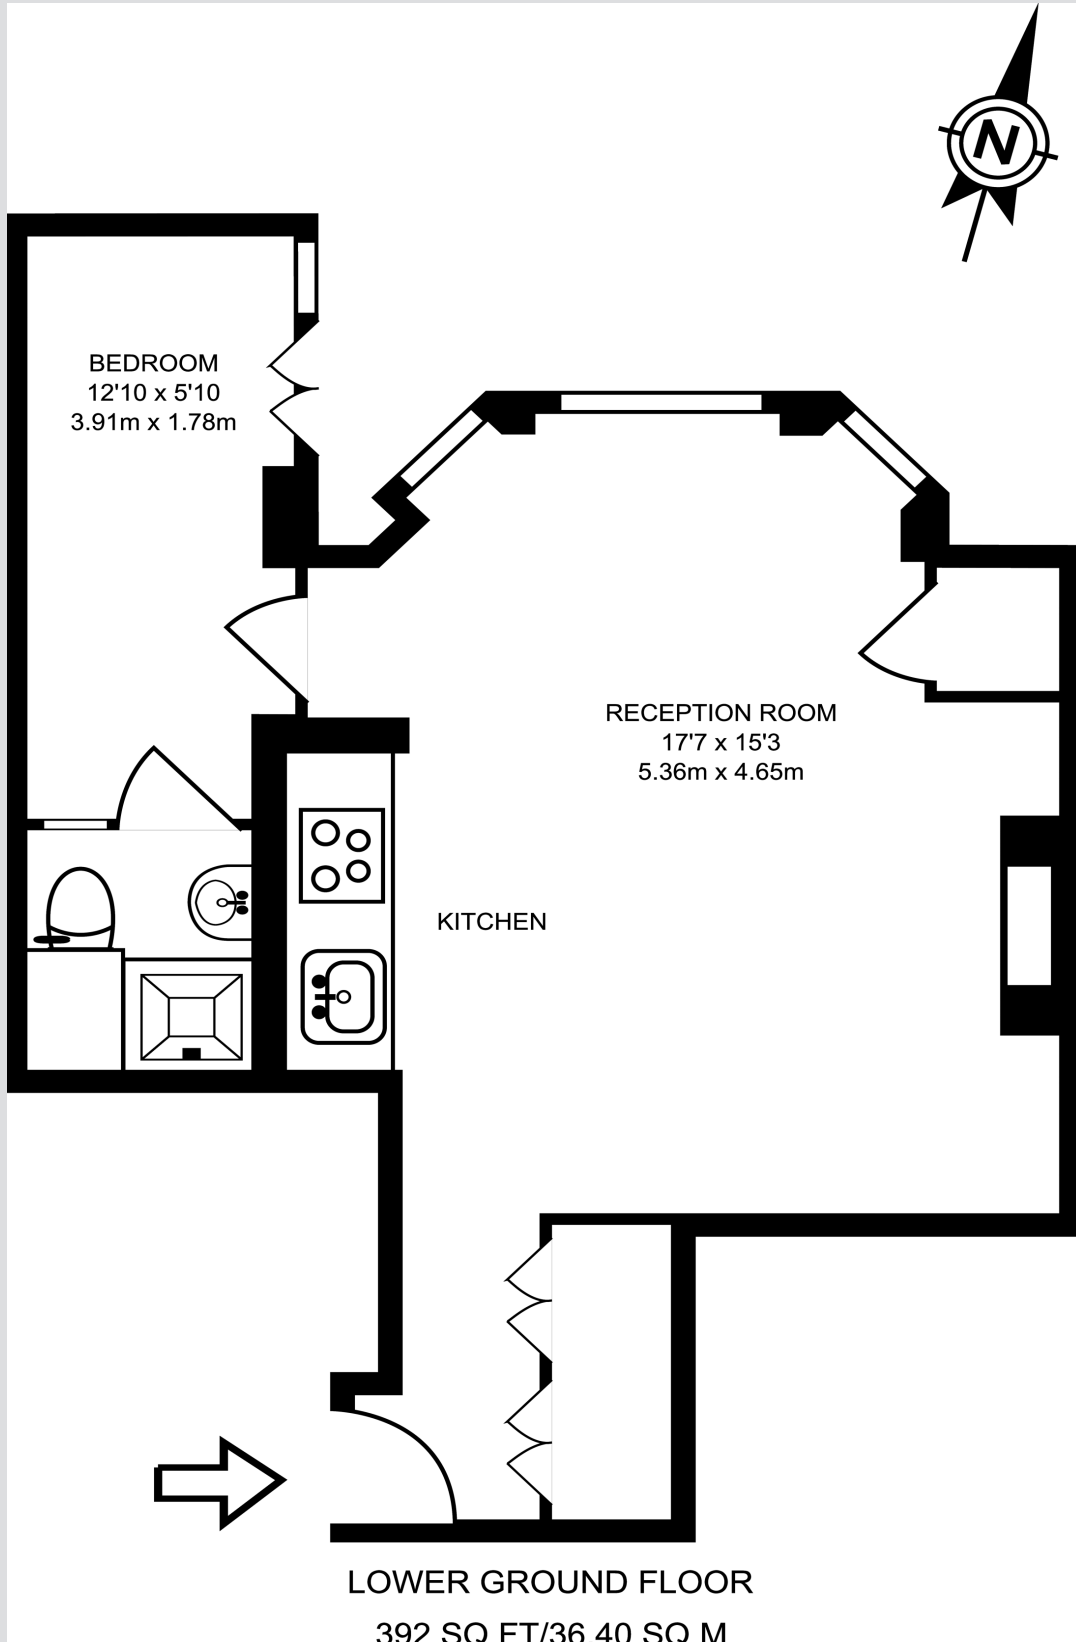 N
BEDROOM
12'10 x 5'10
3.91m x 1.78m
RECEPTION ROOM
17'7 x 15'3
5.36m x 4.65m
KITCHEN
LOWER GROUND FLOOR
392 SQ FT/36.40 SQ M